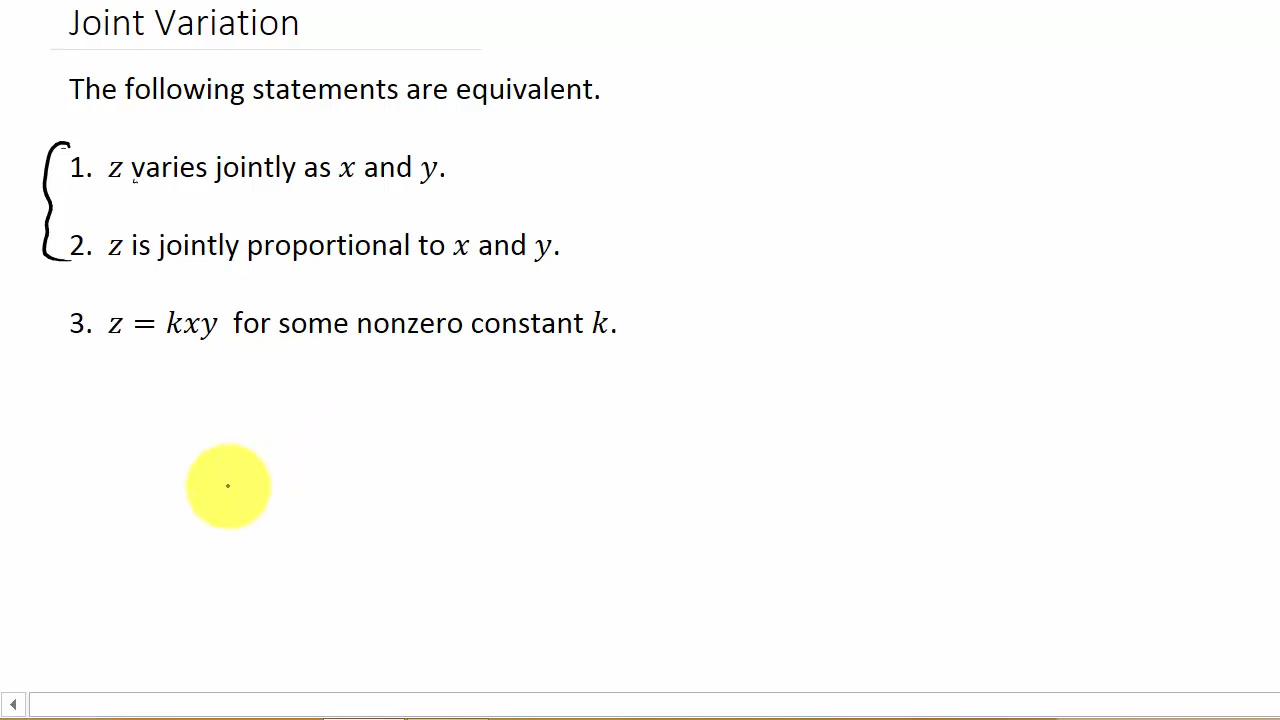 Joint Variation
The following statements are equivalent.
1. z varies jointly as x and y.
2. z is jointly proportional to x and y.
3. z = kxy for some nonzero constant k.